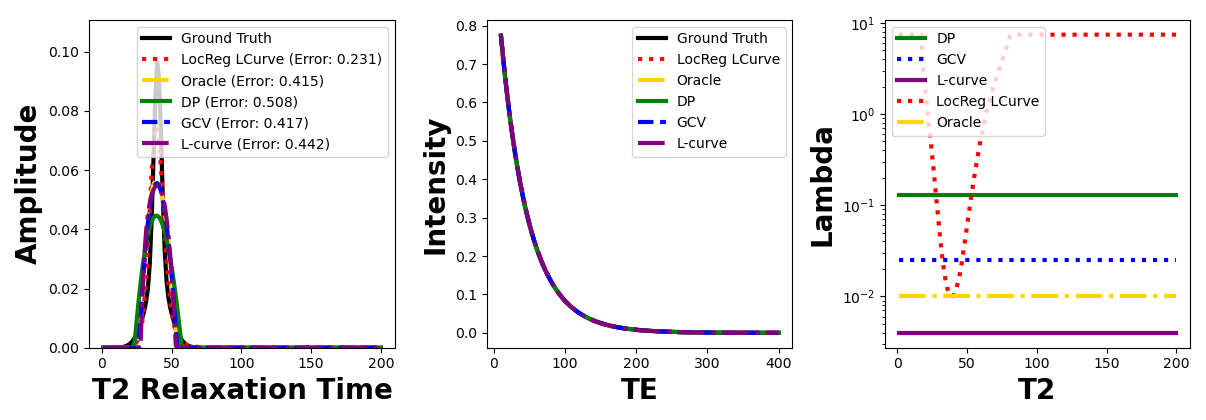 Amplitude
0.10
0.08
0.06
0.04
0.02
0.00
Ground Truth
LocReg LCurve (Error: 0.231)
Oracle (Error: 0.415)
DP (Error: 0.508)
GCV (Error: 0.417)
L-curve (Error: 0.442)
0 50 100 150 200
T2 Relaxation Time
Intensity
0.8
0.7
0.6
0.5
0.4
0.3
0.2
0.1
0.0
Ground Truth
LocReg LCurve
Oracle
DP
GCV
L-curve
0 100 200 300 400
TE
Lambda
10¹
10⁰
10⁻¹
10⁻²
DP
GCV
L-curve
LocReg LCurve
Oracle
0 50 100 150 200
T2